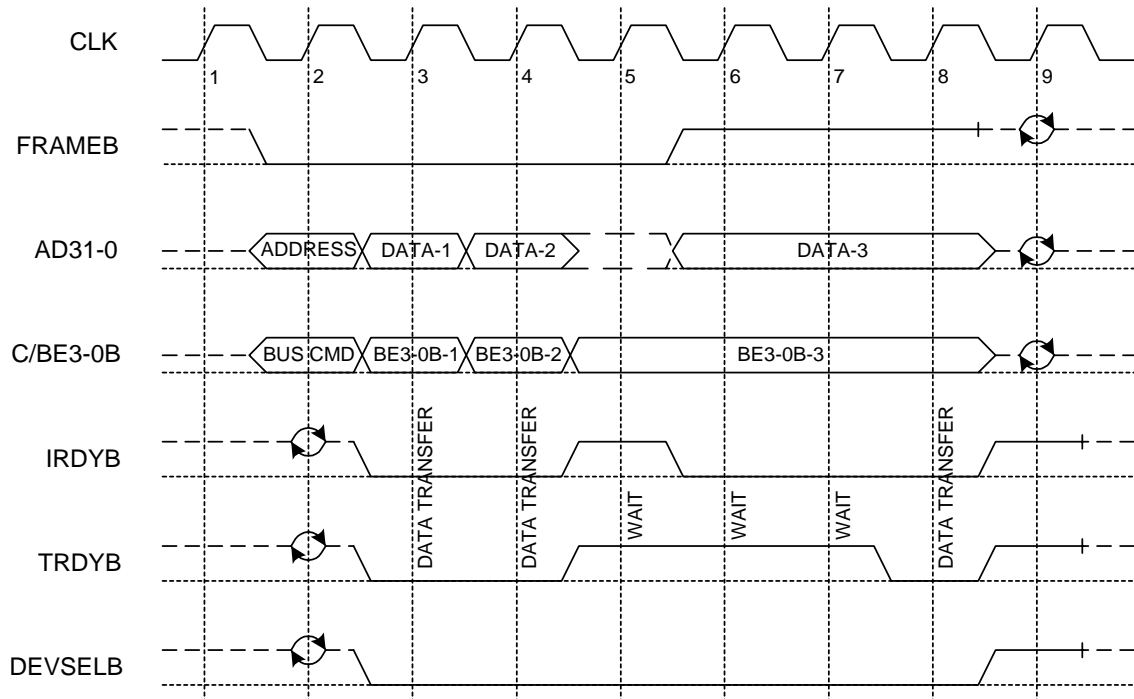 CLK
1 2 3 4 5 6 7 8 9
FRAMEB
AD31-0
ADDRESS DATA-1 DATA-2 DATA-3
C/BE3-0B
BUS CMD BE3-0B-1 BE3-0B-2 BE3-0B-3
IRDYB
DATA TRANSFER
DATA TRANSFER
WAIT
WAIT
WAIT
DATA TRANSFER
TRDYB
DEVSELB